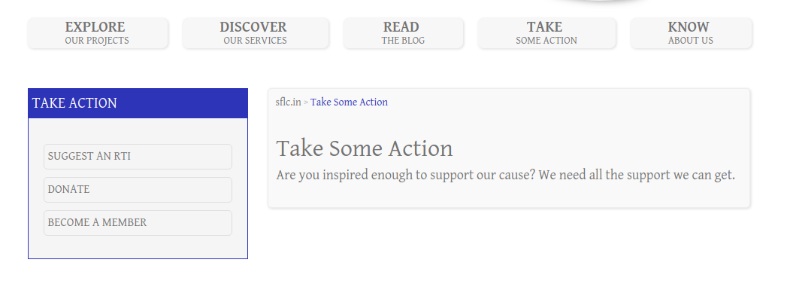 EXPLORE
OUR PROJECTS
DISCOVER
OUR SERVICES
READ
THE BLOG
TAKE
SOME ACTION
KNOW
ABOUT US
TAKE ACTION
SUGGEST AN RTI
DONATE
BECOME A MEMBER
sflc.in > Take Some Action
Take Some Action
Are you inspired enough to support our cause? We need all the support we can get.